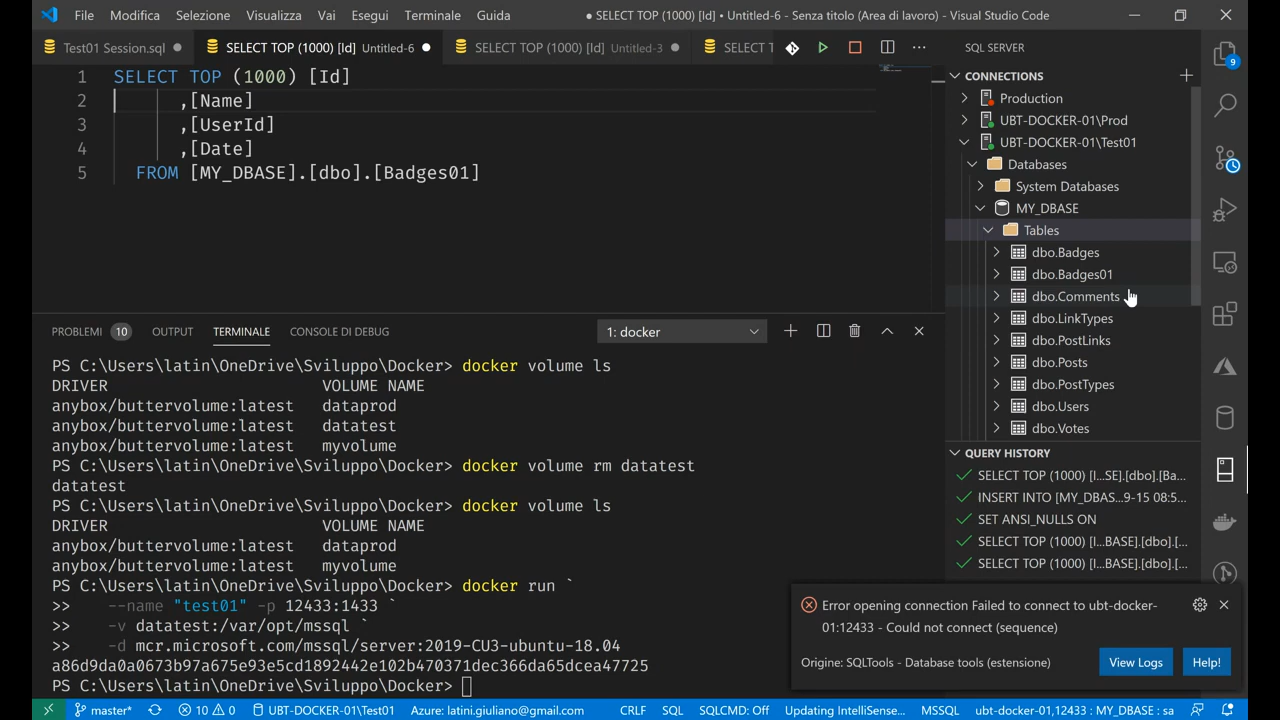 File Modifica Selezione Visualizza Vai Esegui Terminale Guida ● SELECT TOP (1000) [Id] • Untitled-6 - Senza titolo (Area di lavoro) - Visual Studio Code
Test01 Session.sql ● SELECT TOP (1000) [Id] Untitled-6 ● SELECT TOP (1000) [Id] Untitled-3 ● SELECT T
1 SELECT TOP (1000) [Id]
2 ,[Name]
3 ,[UserId]
4 ,[Date]
5 FROM [MY_DBASE].[dbo].[Badges01]
SQL SERVER
CONNECTIONS
Production
UBT-DOCKER-01\Prod
UBT-DOCKER-01\Test01
Databases
System Databases
MY_DBASE
Tables
dbo.Badges
dbo.Badges01
dbo.Comments
dbo.LinkTypes
dbo.PostLinks
dbo.Posts
dbo.PostTypes
dbo.Users
dbo.Votes
QUERY HISTORY
SELECT TOP (1000) [I...SE].[dbo].[Ba...
INSERT INTO [MY_DBAS...9-15 08:5...
SET ANSI_NULLS ON
SELECT TOP (1000) [I...BASE].[dbo].[...
SELECT TOP (1000) [I...BASE].[dbo].[...
9
PROBLEMI 10 OUTPUT TERMINALE CONSOLE DI DEBUG 1: docker
PS C:\Users\latin\OneDrive\Sviluppo\Docker> docker volume ls
DRIVER VOLUME NAME
anybox/buttervolume:latest dataprod
anybox/buttervolume:latest datatest
anybox/buttervolume:latest myvolume
PS C:\Users\latin\OneDrive\Sviluppo\Docker> docker volume rm datatest
datatest
PS C:\Users\latin\OneDrive\Sviluppo\Docker> docker volume ls
DRIVER VOLUME NAME
anybox/buttervolume:latest dataprod
anybox/buttervolume:latest myvolume
PS C:\Users\latin\OneDrive\Sviluppo\Docker> docker run `
>> --name "test01" -p 12433:1433 `
>> -v datatest:/var/opt/mssql `
>> -d mcr.microsoft.com/mssql/server:2019-CU3-ubuntu-18.04
a86d9da0a0673b97a675e93e5cd1892442e102b470371dec366da65dcea47725
PS C:\Users\latin\OneDrive\Sviluppo\Docker>
Error opening connection Failed to connect to ubt-docker-
01:12433 - Could not connect (sequence)
Origine: SQLTools - Database tools (estensione) View Logs Help!
master* 10 0 UBT-DOCKER-01\Test01 Azure: latini.giuliano@gmail.com CRLF SQL SQLCMD: Off Updating IntelliSense... MSSQL ubt-docker-01,12433 : MY_DBASE : sa